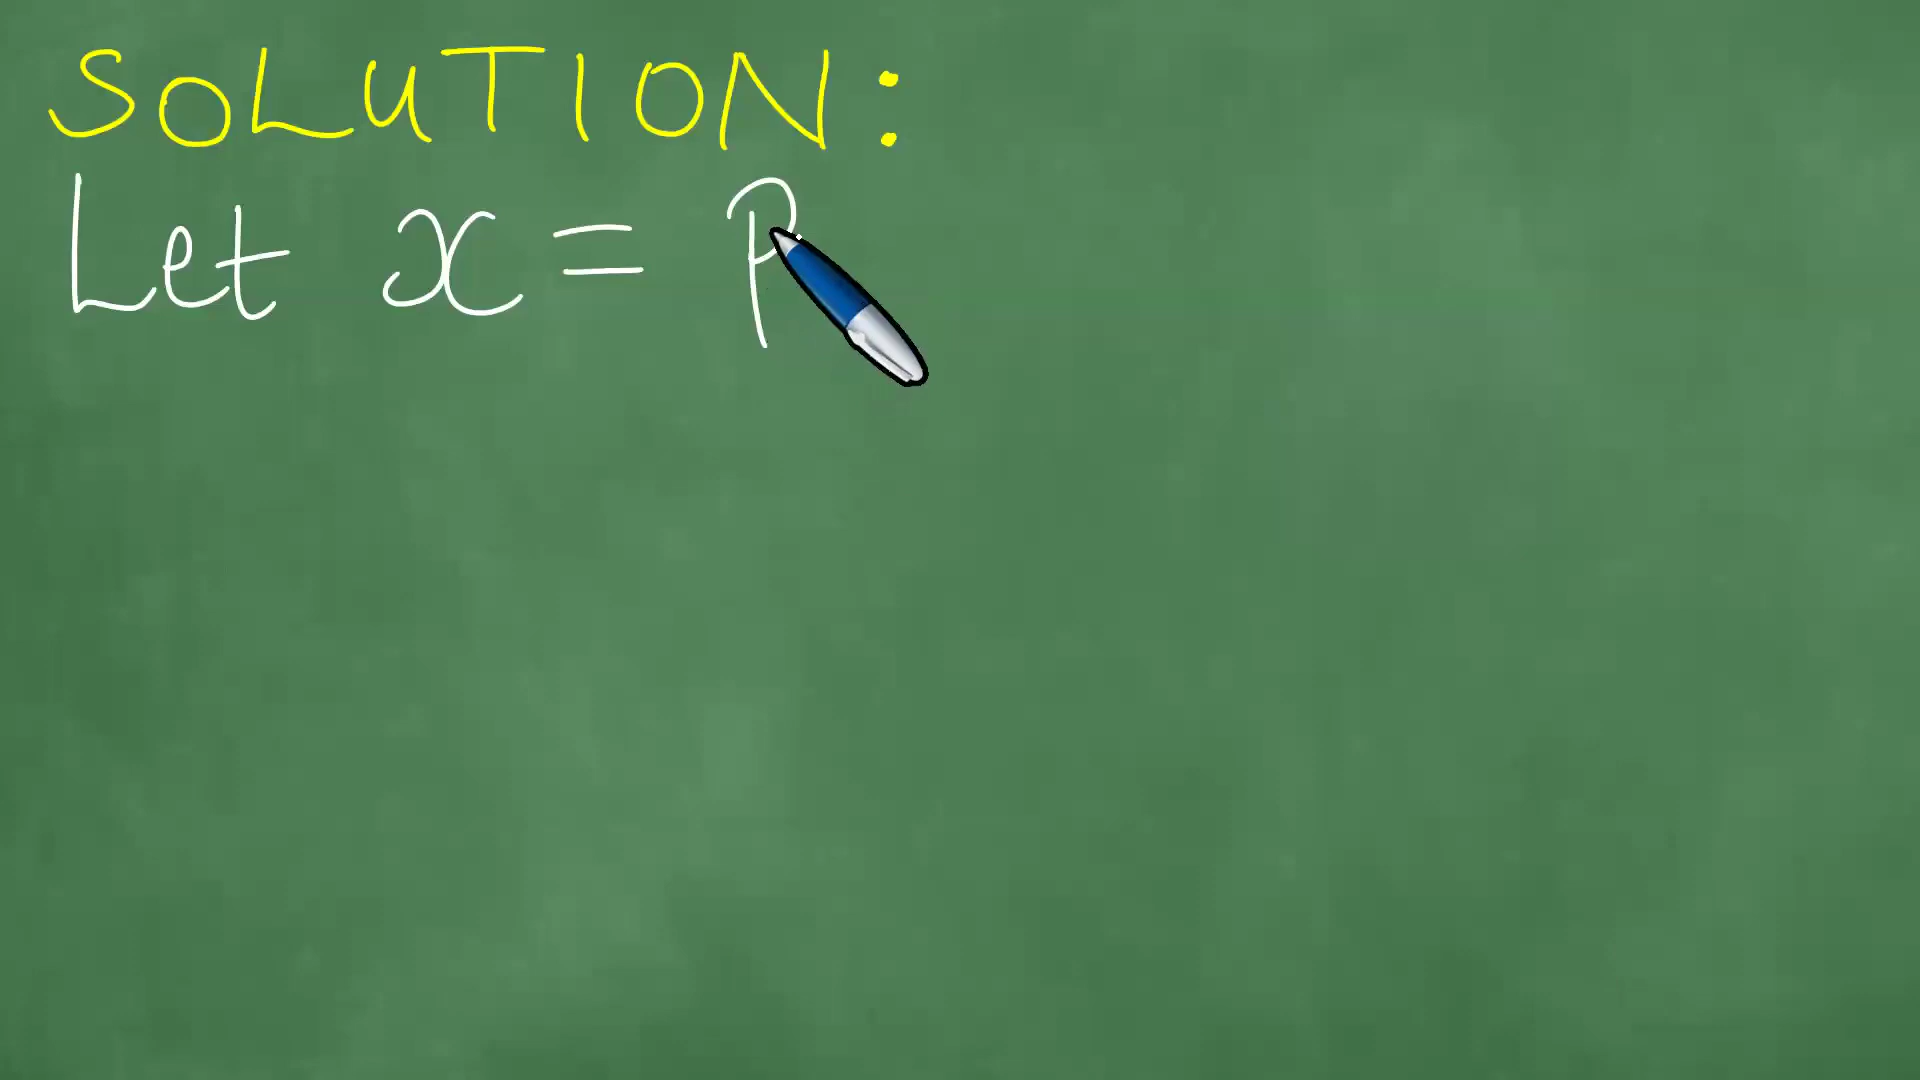 SOLUTION:
Let x = P